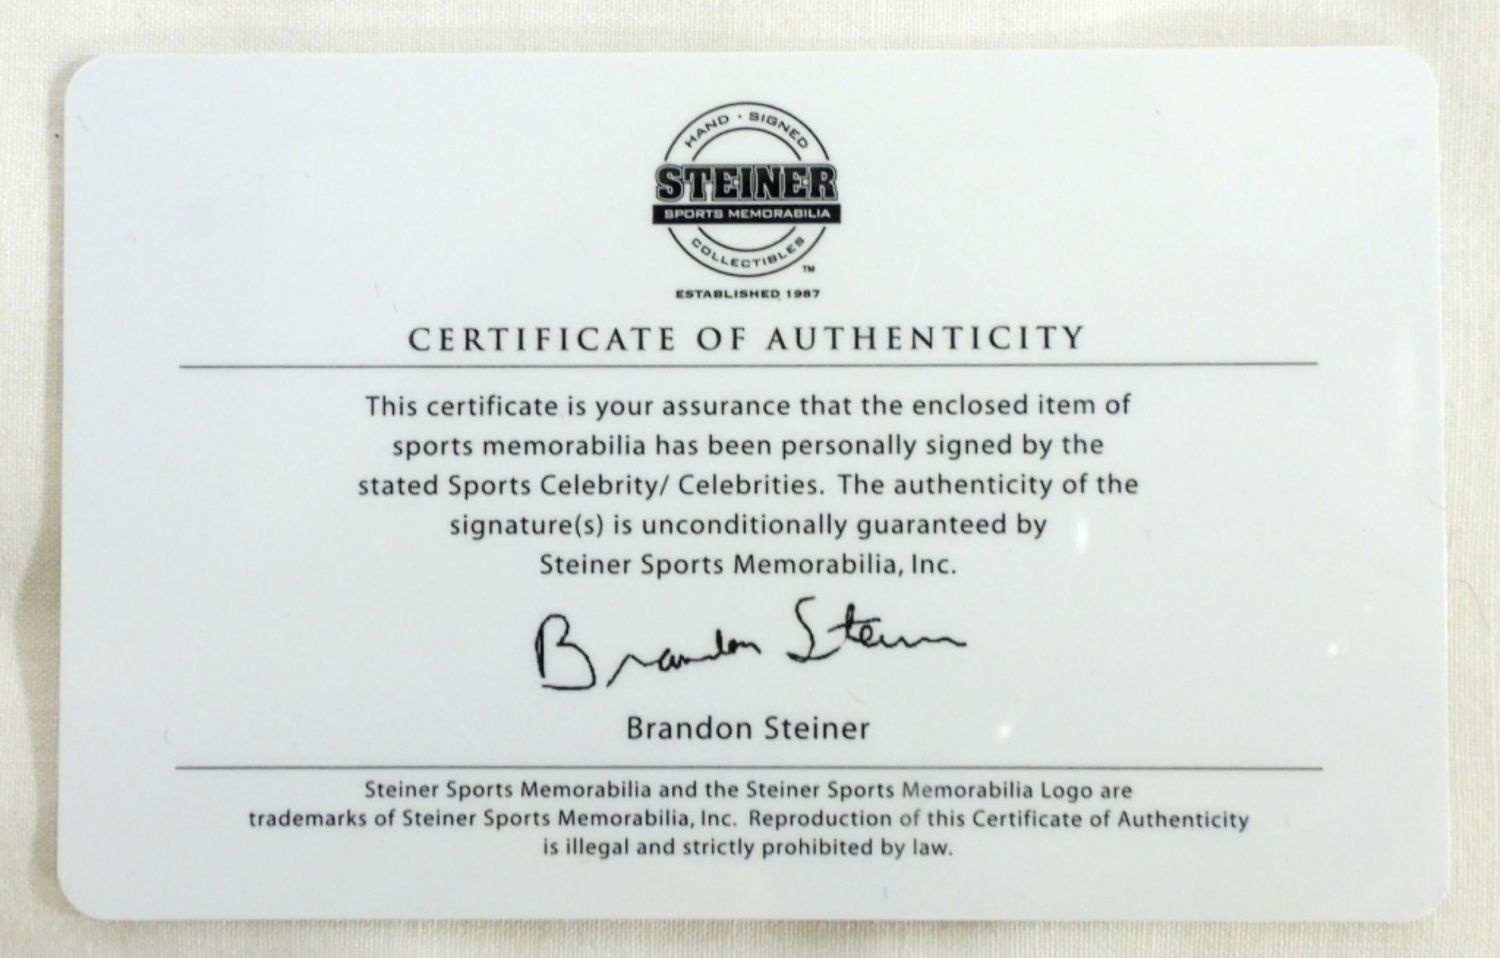 HAND · SIGNED
STEINER
SPORTS MEMORABILIA
COLLECTIBLES
TM
ESTABLISHED 1987
CERTIFICATE OF AUTHENTICITY
This certificate is your assurance that the enclosed item of
sports memorabilia has been personally signed by the
stated Sports Celebrity/ Celebrities. The authenticity of the
signature(s) is unconditionally guaranteed by
Steiner Sports Memorabilia, Inc.
Brandon Steiner
Brandon Steiner
Steiner Sports Memorabilia and the Steiner Sports Memorabilia Logo are
trademarks of Steiner Sports Memorabilia, Inc. Reproduction of this Certificate of Authenticity
is illegal and strictly prohibited by law.